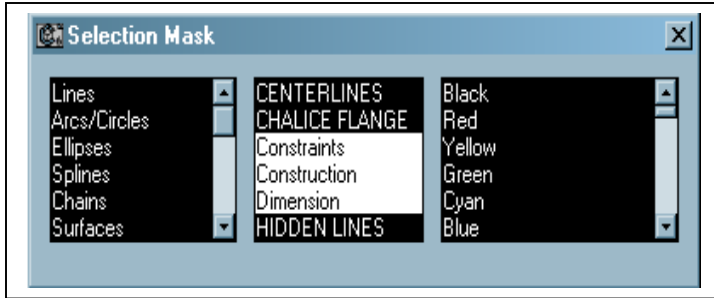 Selection Mask
Lines
Arcs/Circles
Ellipses
Splines
Chains
Surfaces
CENTERLINES
CHALICE FLANGE
Constraints
Construction
Dimension
HIDDEN LINES
Black
Red
Yellow
Green
Cyan
Blue